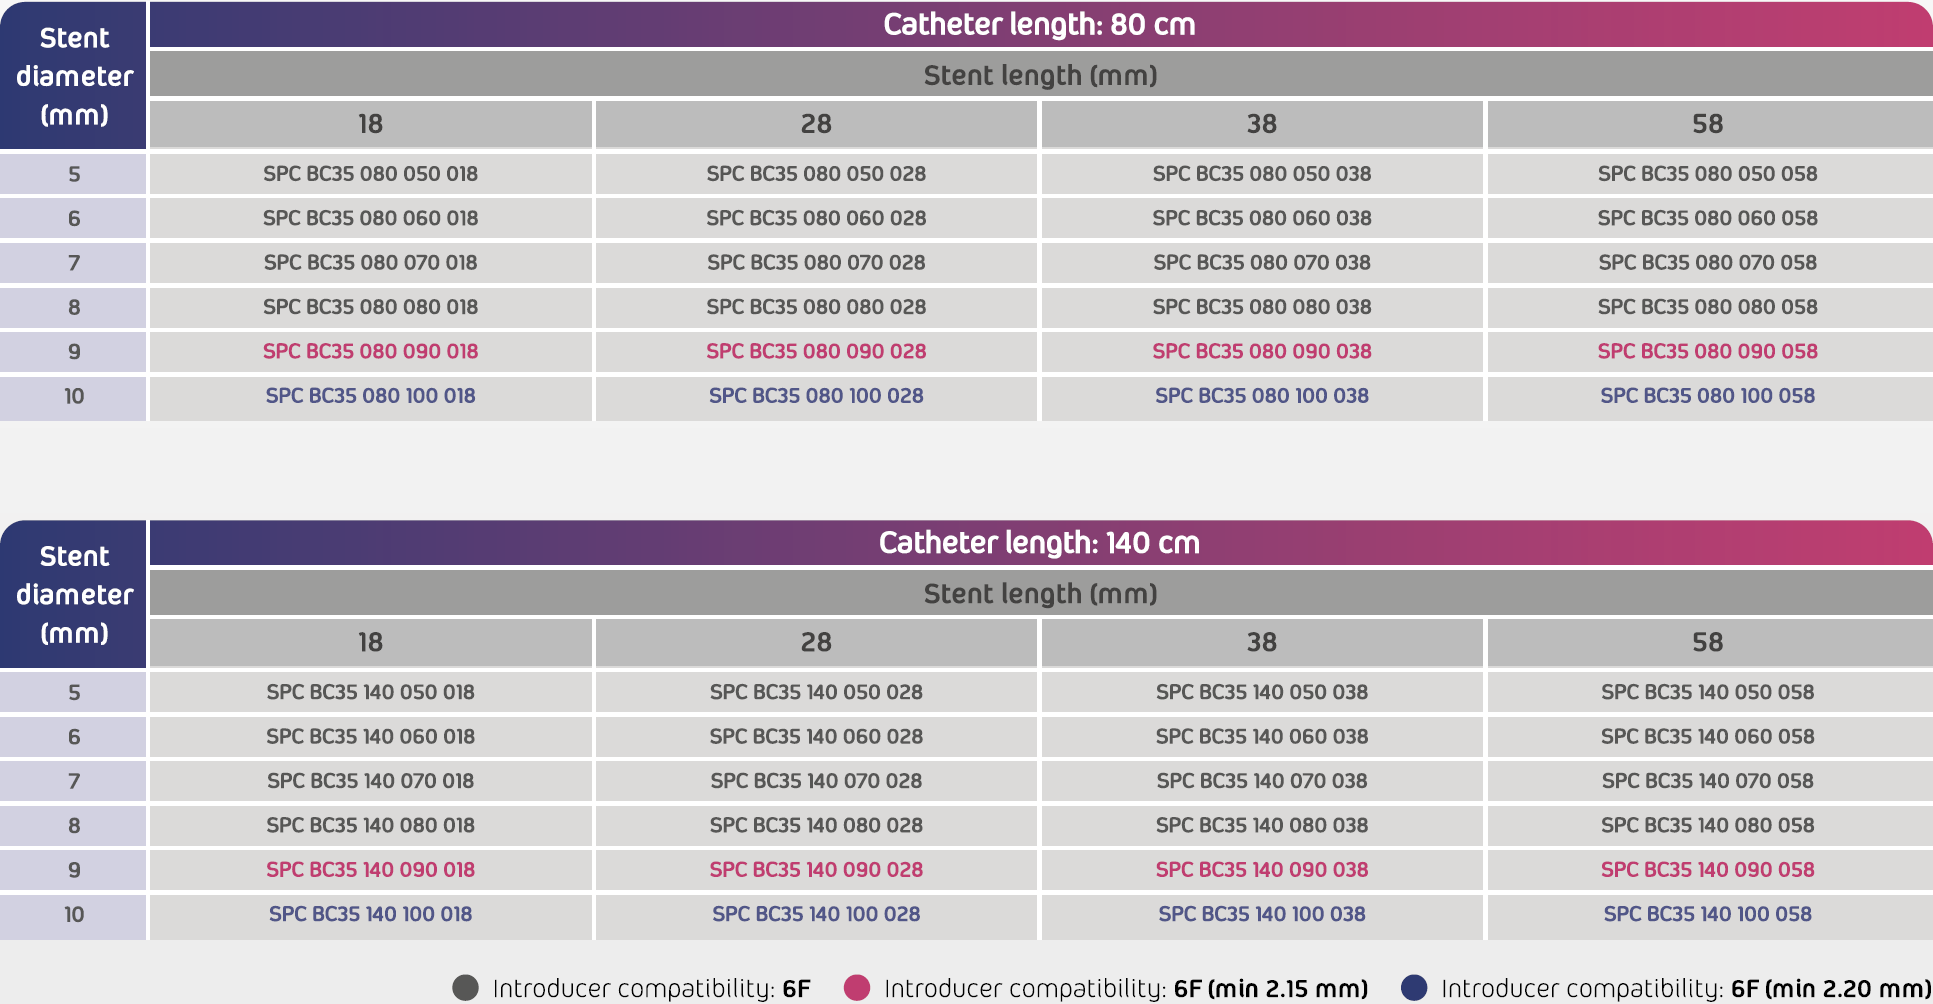 Stent
diameter
(mm)
Catheter length: 80 cm
Stent length (mm)
18 28 38 58
5 SPC BC35 080 050 018 SPC BC35 080 050 028 SPC BC35 080 050 038 SPC BC35 080 050 058
6 SPC BC35 080 060 018 SPC BC35 080 060 028 SPC BC35 080 060 038 SPC BC35 080 060 058
7 SPC BC35 080 070 018 SPC BC35 080 070 028 SPC BC35 080 070 038 SPC BC35 080 070 058
8 SPC BC35 080 080 018 SPC BC35 080 080 028 SPC BC35 080 080 038 SPC BC35 080 080 058
9 SPC BC35 080 090 018 SPC BC35 080 090 028 SPC BC35 080 090 038 SPC BC35 080 090 058
10 SPC BC35 080 100 018 SPC BC35 080 100 028 SPC BC35 080 100 038 SPC BC35 080 100 058
Stent
diameter
(mm)
Catheter length: 140 cm
Stent length (mm)
18 28 38 58
5 SPC BC35 140 050 018 SPC BC35 140 050 028 SPC BC35 140 050 038 SPC BC35 140 050 058
6 SPC BC35 140 060 018 SPC BC35 140 060 028 SPC BC35 140 060 038 SPC BC35 140 060 058
7 SPC BC35 140 070 018 SPC BC35 140 070 028 SPC BC35 140 070 038 SPC BC35 140 070 058
8 SPC BC35 140 080 018 SPC BC35 140 080 028 SPC BC35 140 080 038 SPC BC35 140 080 058
9 SPC BC35 140 090 018 SPC BC35 140 090 028 SPC BC35 140 090 038 SPC BC35 140 090 058
10 SPC BC35 140 100 018 SPC BC35 140 100 028 SPC BC35 140 100 038 SPC BC35 140 100 058
Introducer compatibility: 6F Introducer compatibility: 6F (min 2.15 mm) Introducer compatibility: 6F (min 2.20 mm)